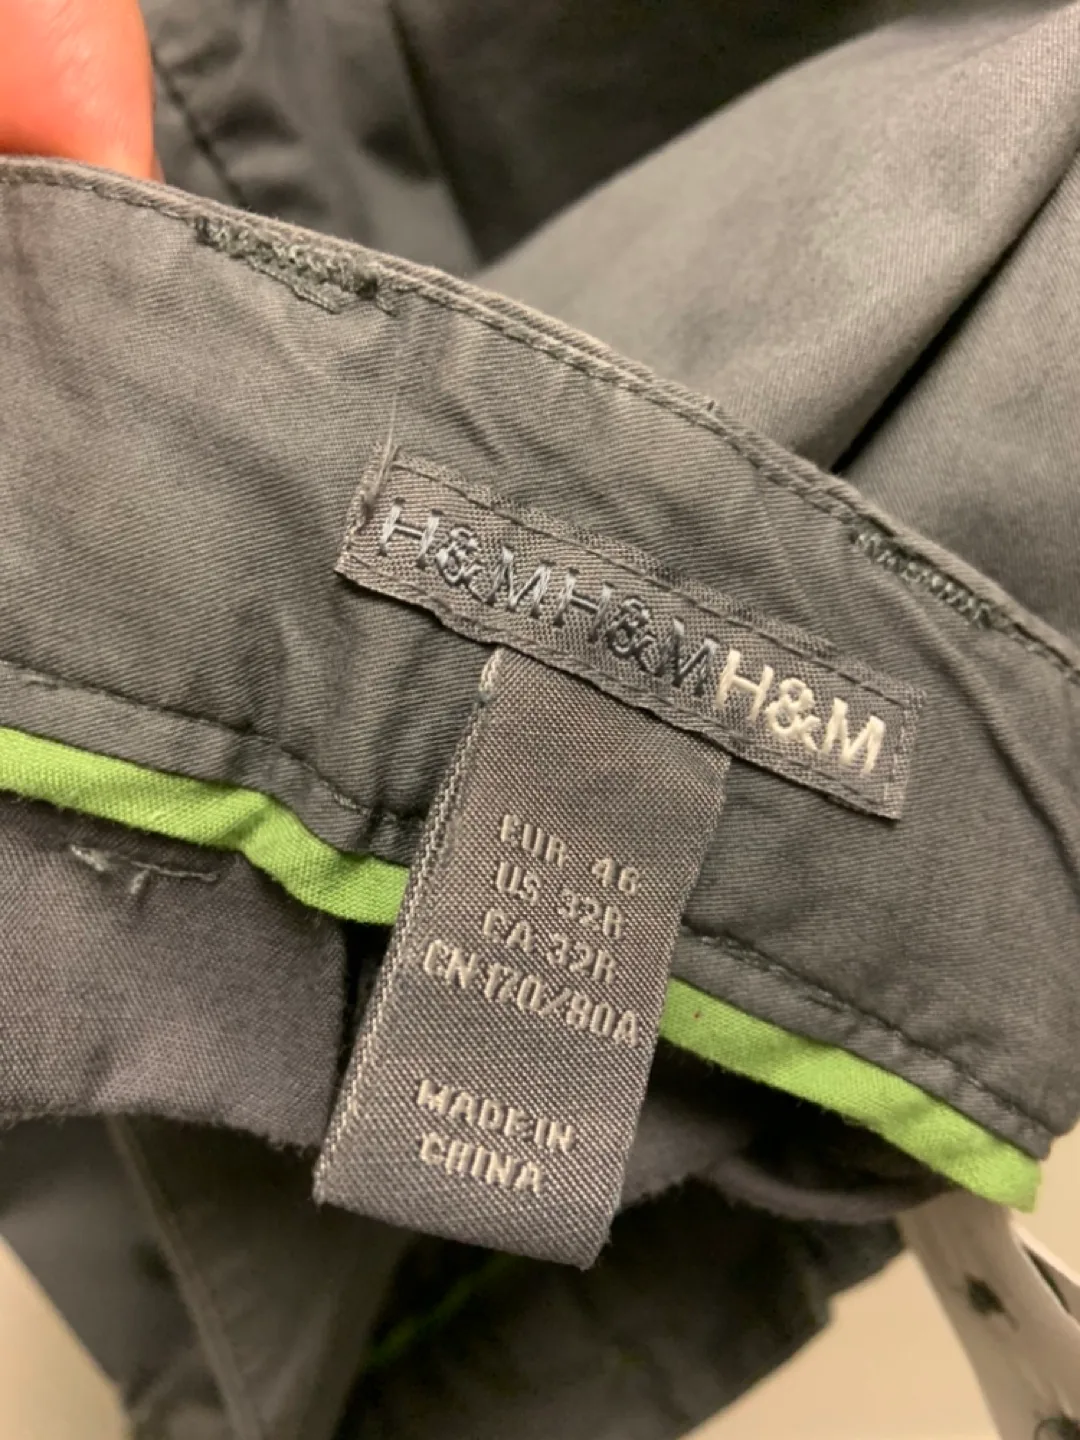 H&MH&MH&M
EUR 46
US 32R
CA 32R
CN 170/80A
MADE IN
CHINA